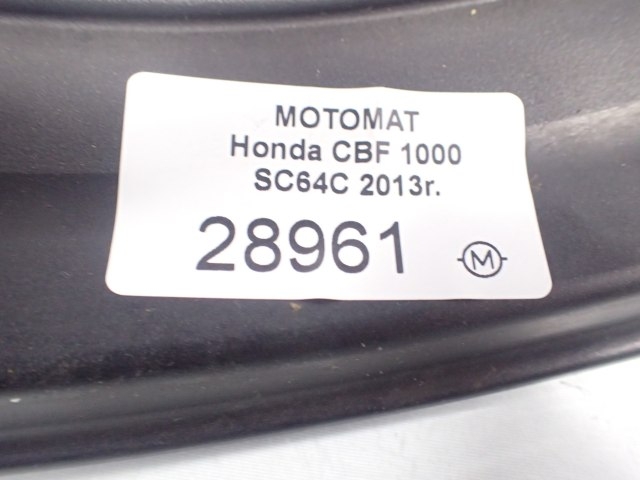 MOTOMAT
Honda CBF 1000
SC64C 2013r.
28961 M